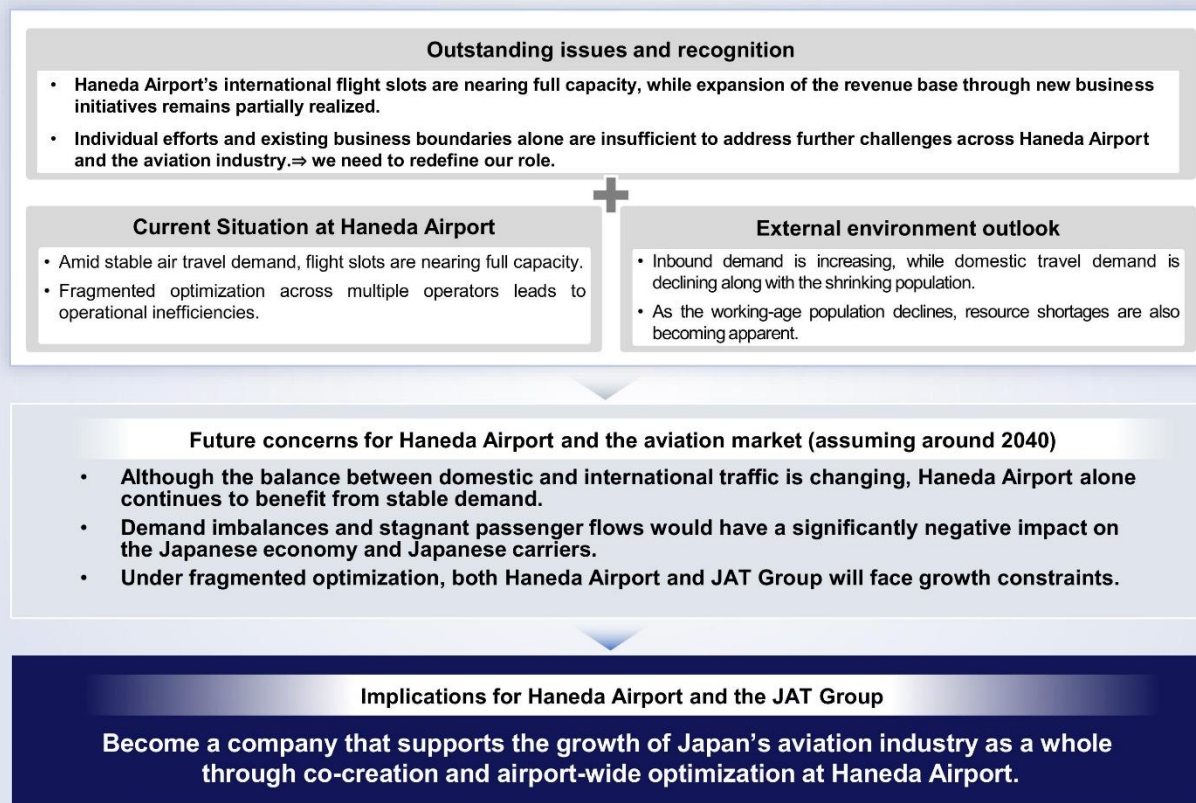 Outstanding issues and recognition
• Haneda Airport's international flight slots are nearing full capacity, while expansion of the revenue base through new business
initiatives remains partially realized.
• Individual efforts and existing business boundaries alone are insufficient to address further challenges across Haneda Airport
and the aviation industry.⇒ we need to redefine our role.
Current Situation at Haneda Airport
• Amid stable air travel demand, flight slots are nearing full capacity.
• Fragmented optimization across multiple operators leads to
operational inefficiencies.
External environment outlook
• Inbound demand is increasing, while domestic travel demand is
declining along with the shrinking population.
• As the working-age population declines, resource shortages are also
becoming apparent.
Future concerns for Haneda Airport and the aviation market (assuming around 2040)
• Although the balance between domestic and international traffic is changing, Haneda Airport alone
continues to benefit from stable demand.
• Demand imbalances and stagnant passenger flows would have a significantly negative impact on
the Japanese economy and Japanese carriers.
• Under fragmented optimization, both Haneda Airport and JAT Group will face growth constraints.
Implications for Haneda Airport and the JAT Group
Become a company that supports the growth of Japan's aviation industry as a whole
through co-creation and airport-wide optimization at Haneda Airport.